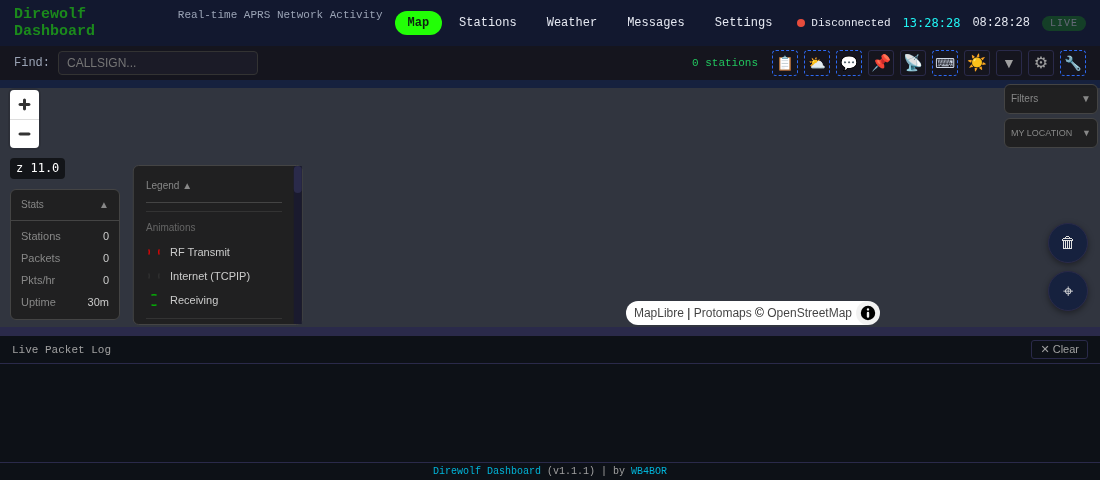 Direwolf Dashboard
Real-time APRS Network Activity
Map Stations Weather Messages Settings
Disconnected 13:28:28 08:28:28 LIVE
Find: CALLSIGN...
0 stations
Filters ▼
MY LOCATION ▼
+
−
z 11.0
Stats ▲
Stations 0
Packets 0
Pkts/hr 0
Uptime 30m
Legend ▲
Animations
RF Transmit
Internet (TCPIP)
Receiving
MapLibre | Protomaps © OpenStreetMap
Live Packet Log
✕ Clear
Direwolf Dashboard (v1.1.1) | by WB4BOR